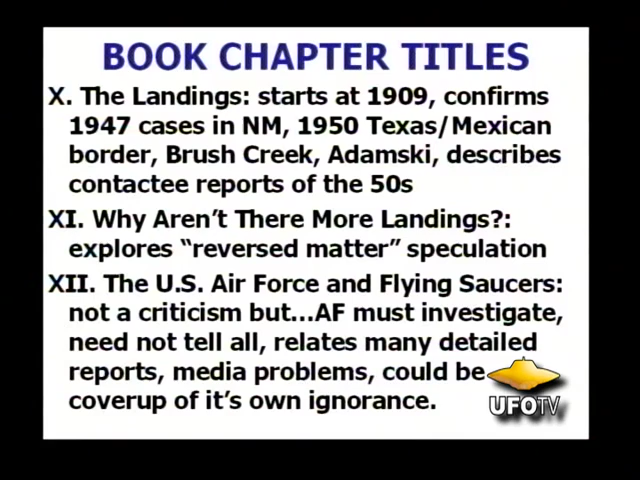 BOOK CHAPTER TITLES
X. The Landings: starts at 1909, confirms
1947 cases in NM, 1950 Texas/Mexican
border, Brush Creek, Adamski, describes
contactee reports of the 50s
XI. Why Aren't There More Landings?:
explores “reversed matter” speculation
XII. The U.S. Air Force and Flying Saucers:
not a criticism but...AF must investigate,
need not tell all, relates many detailed
reports, media problems, could be
coverup of it's own ignorance.
UFOTV